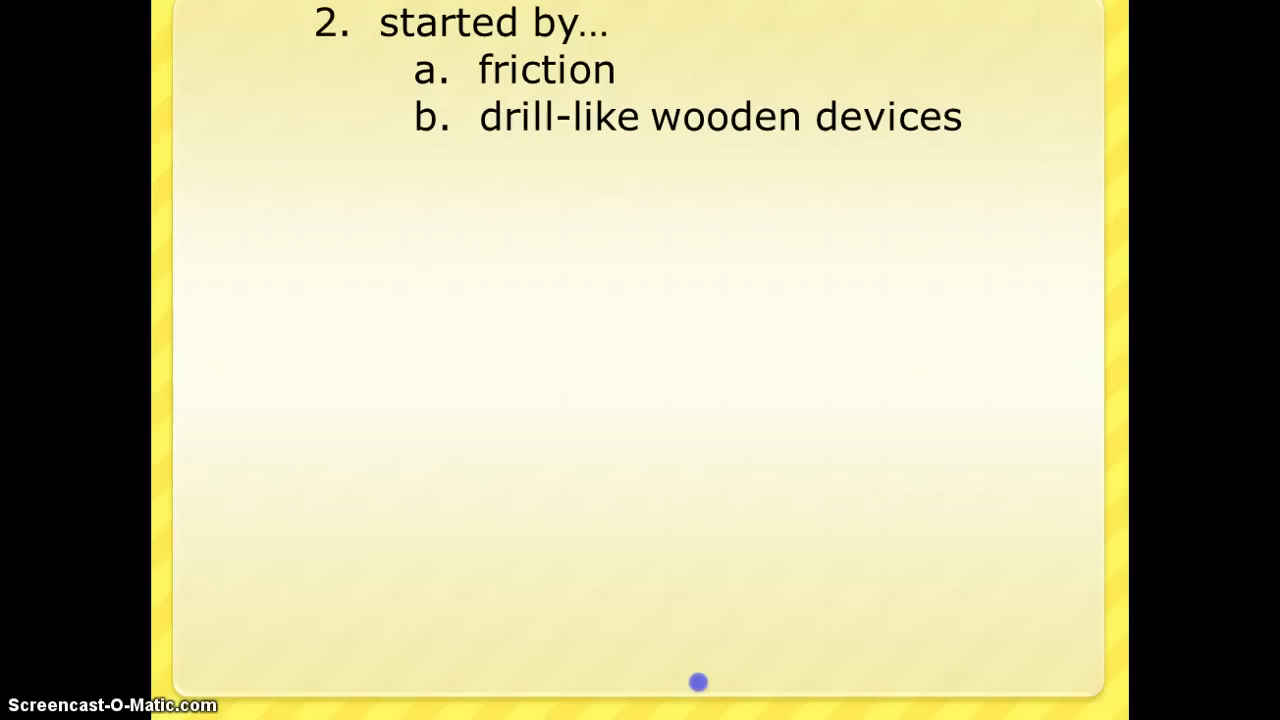 2. started by...
a. friction
b. drill-like wooden devices
Screencast-O-Matic.com